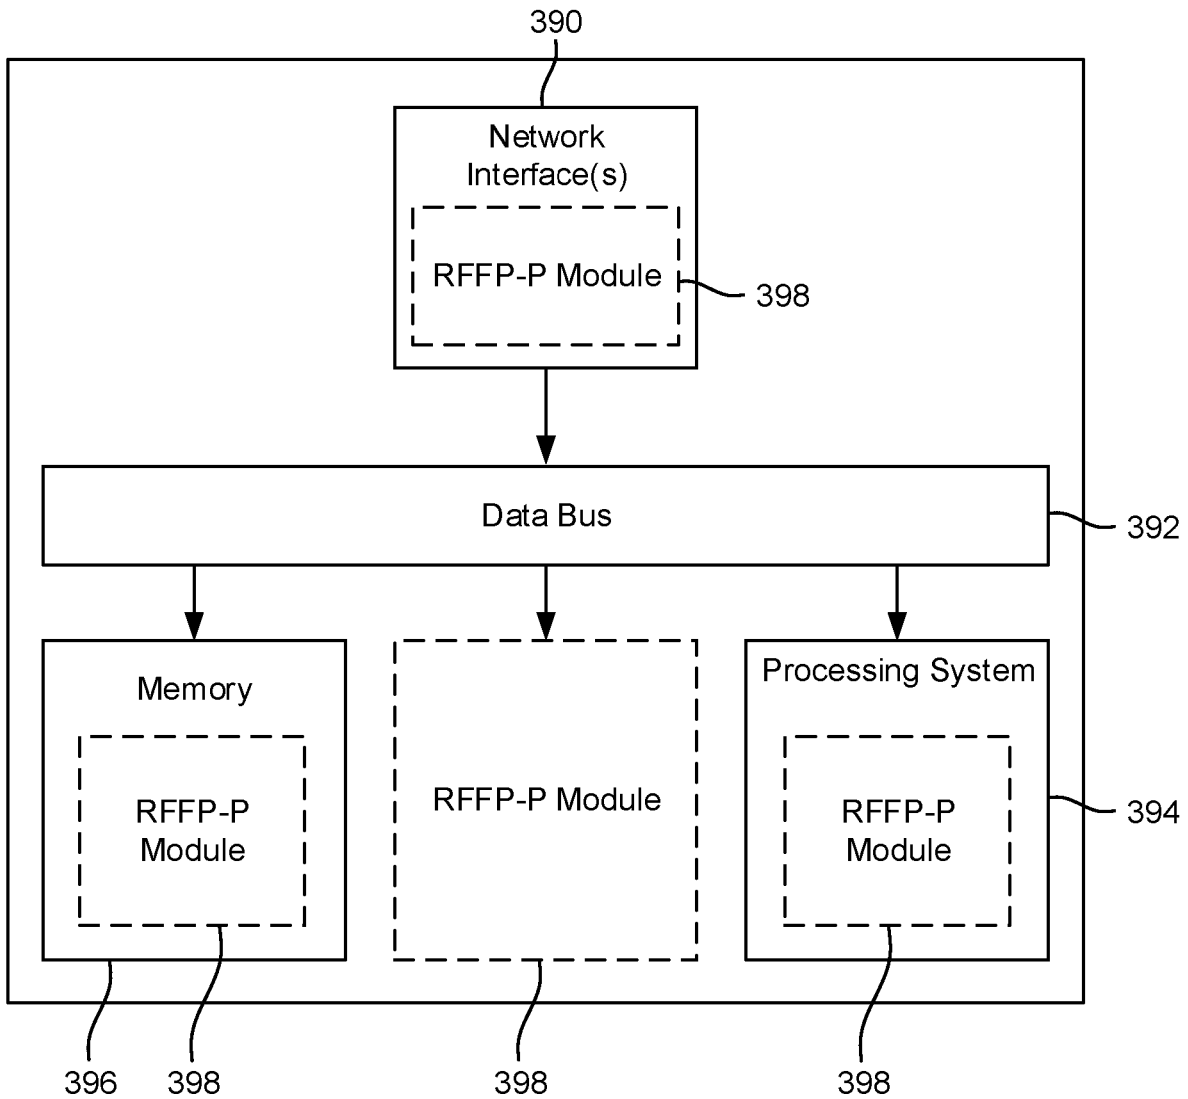 390
Network
Interface(s)
RFFP-P Module
398
Data Bus
392
Memory
RFFP-P
Module
RFFP-P Module
Processing System
RFFP-P
Module
394
396
398
398
398